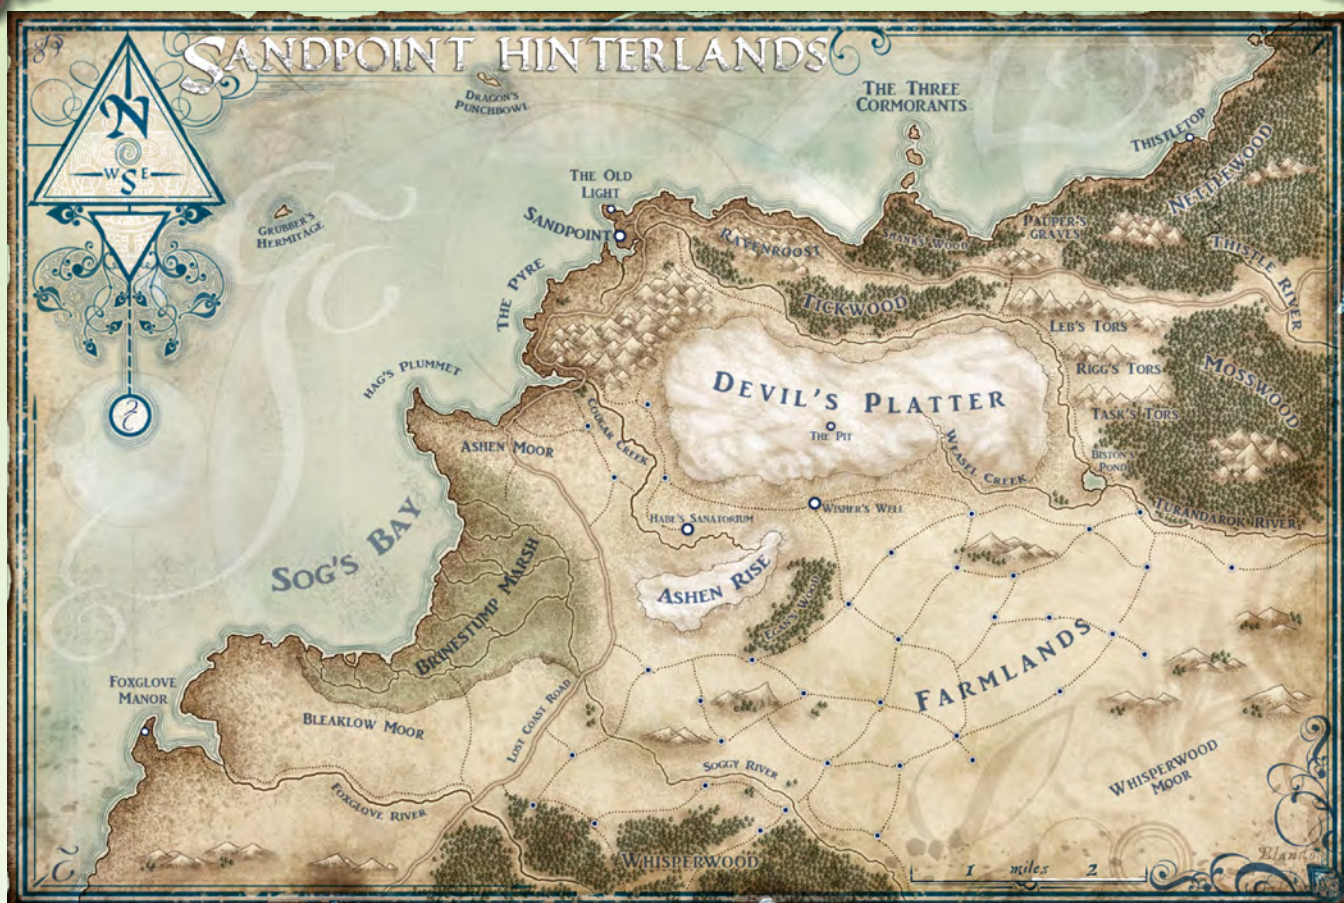 SANDPOINT HINTERLANDS
N
W E
S
DRAGON'S
PUNCHBOWL
THE THREE
CORMORANTS
THISTLETOP
NETTLEWOOD
THE OLD
LIGHT
SANDPOINT
GRUBBER'S
HERMITAGE
RAVENROOST
SHANK'S WOOD
PAUPER'S
GRAVES
THISTLE
RIVER
THE PYRE
TICKWOOD
LEB'S TORS
RIGG'S TORS
TASK'S TORS
MOSSWOOD
HAG'S PLUMMET
DEVIL'S PLATTER
THE PIT
COUGAR CREEK
ASHEN MOOR
WEASEL CREEK
BISTON'S
POND
TURANDAROK RIVER
HABE'S SANATORIUM
WISHER'S WELL
SOG'S BAY
BRINESTUMP MARSH
ASHEN RISE
EGAN'S WOOD
FARMLANDS
FOXGLOVE
MANOR
BLEAKLOW MOOR
LOST COAST ROAD
SOGGY RIVER
WHISPERWOOD
MOOR
FOXGLOVE RIVER
WHISPERWOOD
1 miles 2